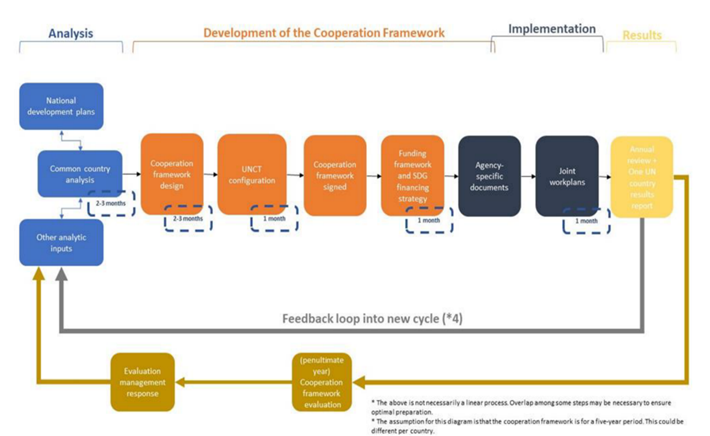 Analysis
Development of the Cooperation Framework
Implementation
Results
National
development plans
Common country
analysis
2-3 months
Other analytic
inputs
Cooperation
framework
design
2-3 months
UNCT
configuration
1 month
Cooperation
framework
signed
Funding
framework
and SDG
financing
strategy
1 month
Agency-
specific
documents
Joint
workplans
1 month
Annual
review +
One UN
country
results
report
Feedback loop into new cycle (*4)
Evaluation
management
response
(penultimate
year)
Cooperation
framework
evaluation
* The above is not necessarily a linear process. Overlap among some steps may be necessary to ensure
optimal preparation.
* The assumption for this diagram is that the cooperation framework is for a five-year period. This could be
different per country.